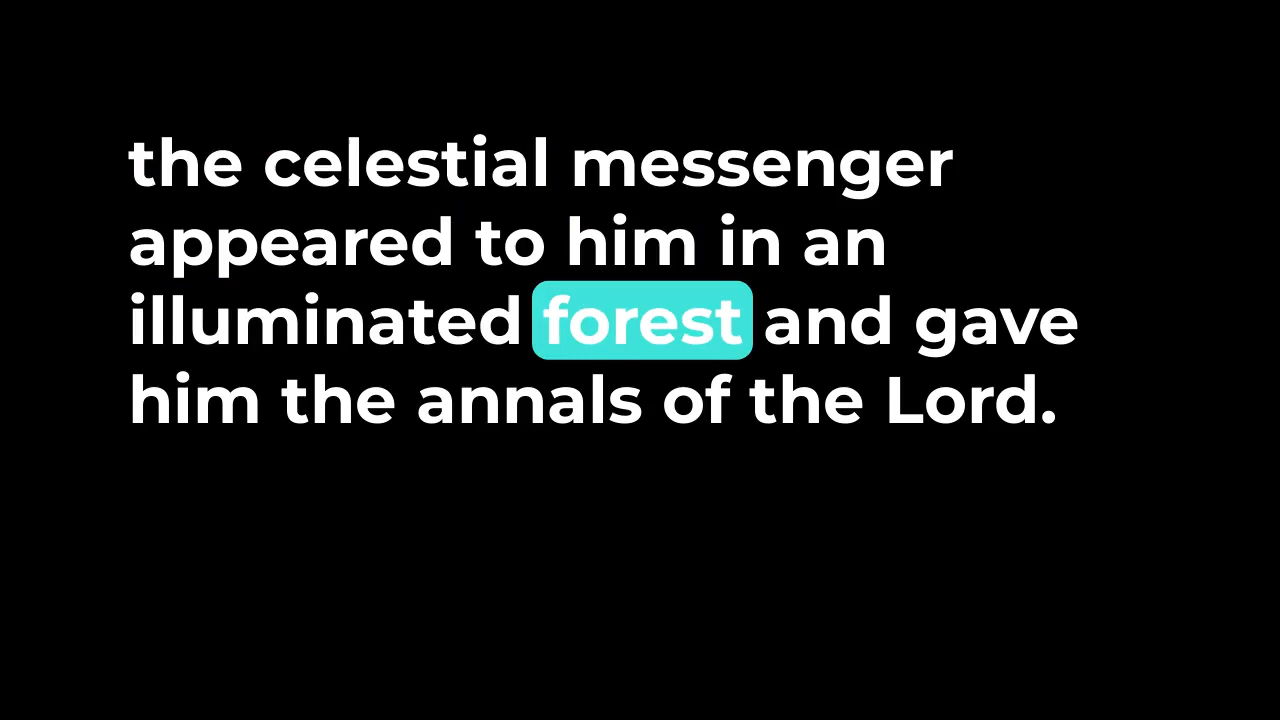 the celestial messenger
appeared to him in an
illuminated forest and gave
him the annals of the Lord.